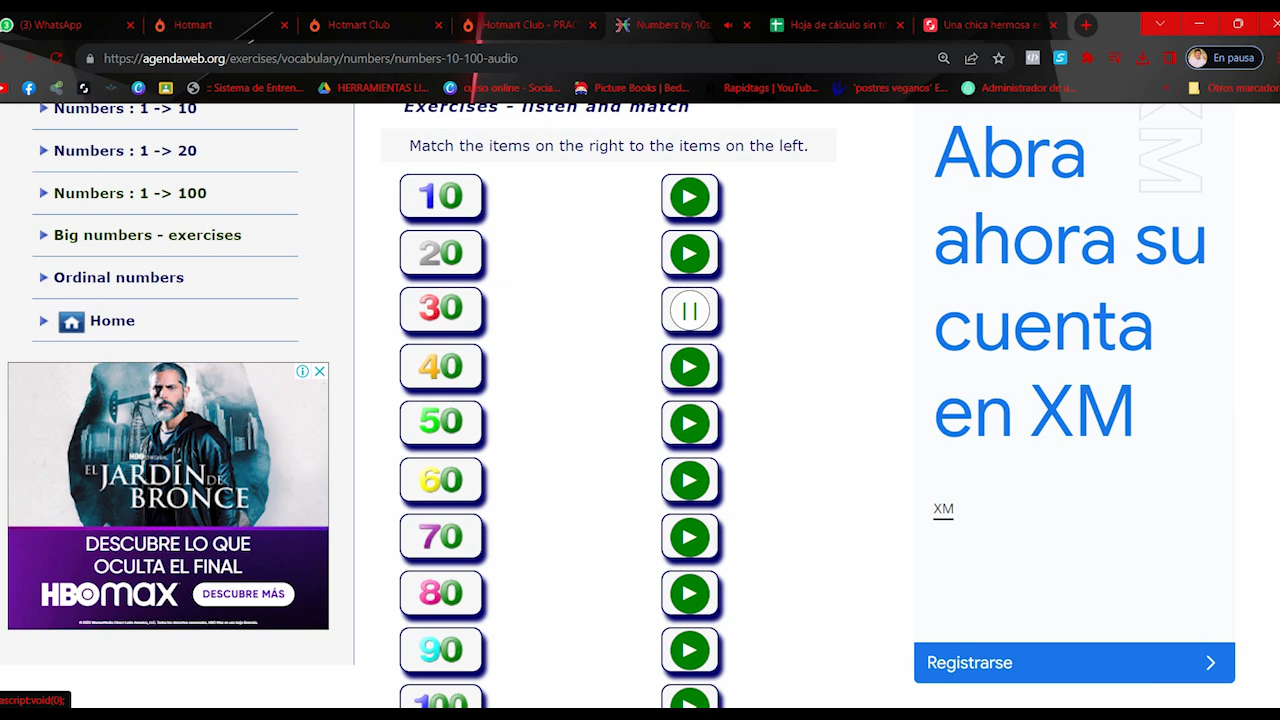 (3) WhatsApp
Hotmart
Hotmart Club
Hotmart Club - PRAC
Numbers by 10s
Hoja de cálculo sin tí
Una chica hermosa es
https://agendaweb.org/exercises/vocabulary/numbers/numbers-10-100-audio
En pausa
:: Sistema de Entren...
HERRAMIENTAS LI...
curso online - Socia...
Picture Books | Bed...
Rapidtags | YouTub...
"postres veganos" E...
Administrador de a...
Otros marcador
Numbers : 1 -> 10
Numbers : 1 -> 20
Numbers : 1 -> 100
Big numbers - exercises
Ordinal numbers
Home
EL JARDÍN DE
BRONCE
DESCUBRE LO QUE
OCULTA EL FINAL
HBOMAX
DESCUBRE MÁS
ascript:void(0);
Exercises - listen and match
Match the items on the right to the items on the left.
10
20
30
40
50
60
70
80
90
100
XM
Abra
ahora su
cuenta
en XM
XM
Registrarse